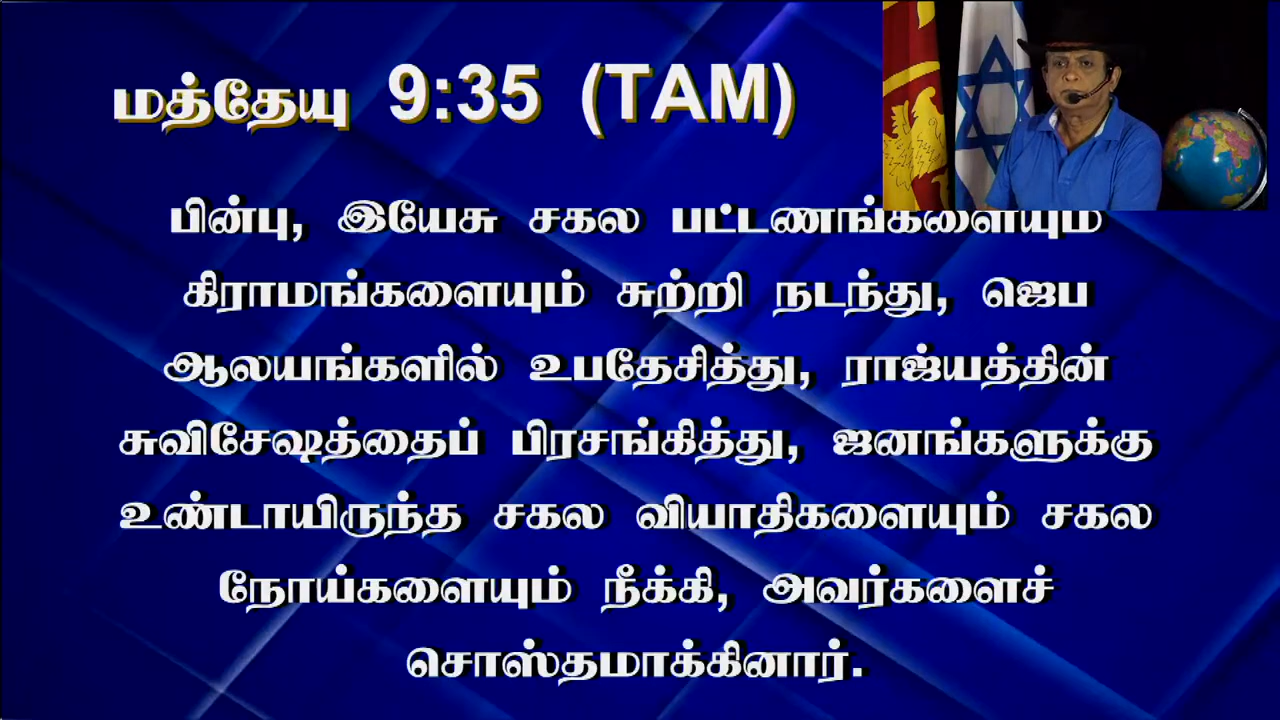 மத்தேயு 9:35 (TAM)
பின்பு, இயேசு சகல பட்டணங்களையும்
கிராமங்களையும் சுற்றி நடந்து, ஜெப
ஆலயங்களில் உபதேசித்து, ராஜ்யத்தின்
சுவிசேஷத்தைப் பிரசங்கித்து, ஜனங்களுக்கு
உண்டாயிருந்த சகல வியாதிகளையும் சகல
நோய்களையும் நீக்கி, அவர்களைச்
சொஸ்தமாக்கினார்.